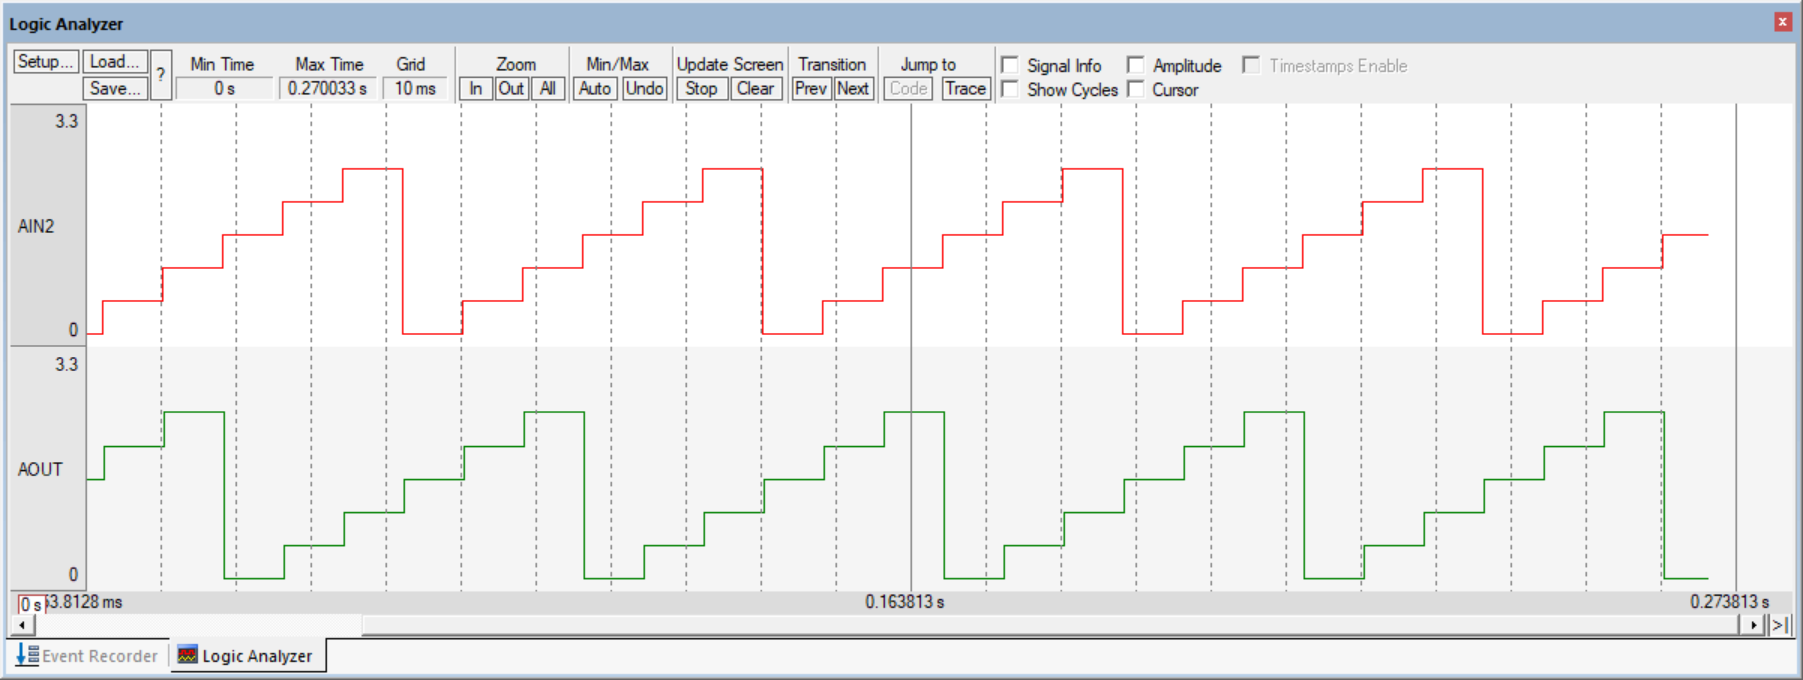 Logic Analyzer
Setup... Load... ? Min Time Max Time Grid Zoom Min/Max Update Screen Transition Jump to Signal Info Amplitude Timestamps Enable
Save... 0 s 0.270033 s 10 ms In Out All Auto Undo Stop Clear Prev Next Code Trace Show Cycles Cursor
3.3
AIN2
0
3.3
AOUT
0
0 s 3.8128 ms 0.163813 s 0.273813 s
>|
Event Recorder Logic Analyzer